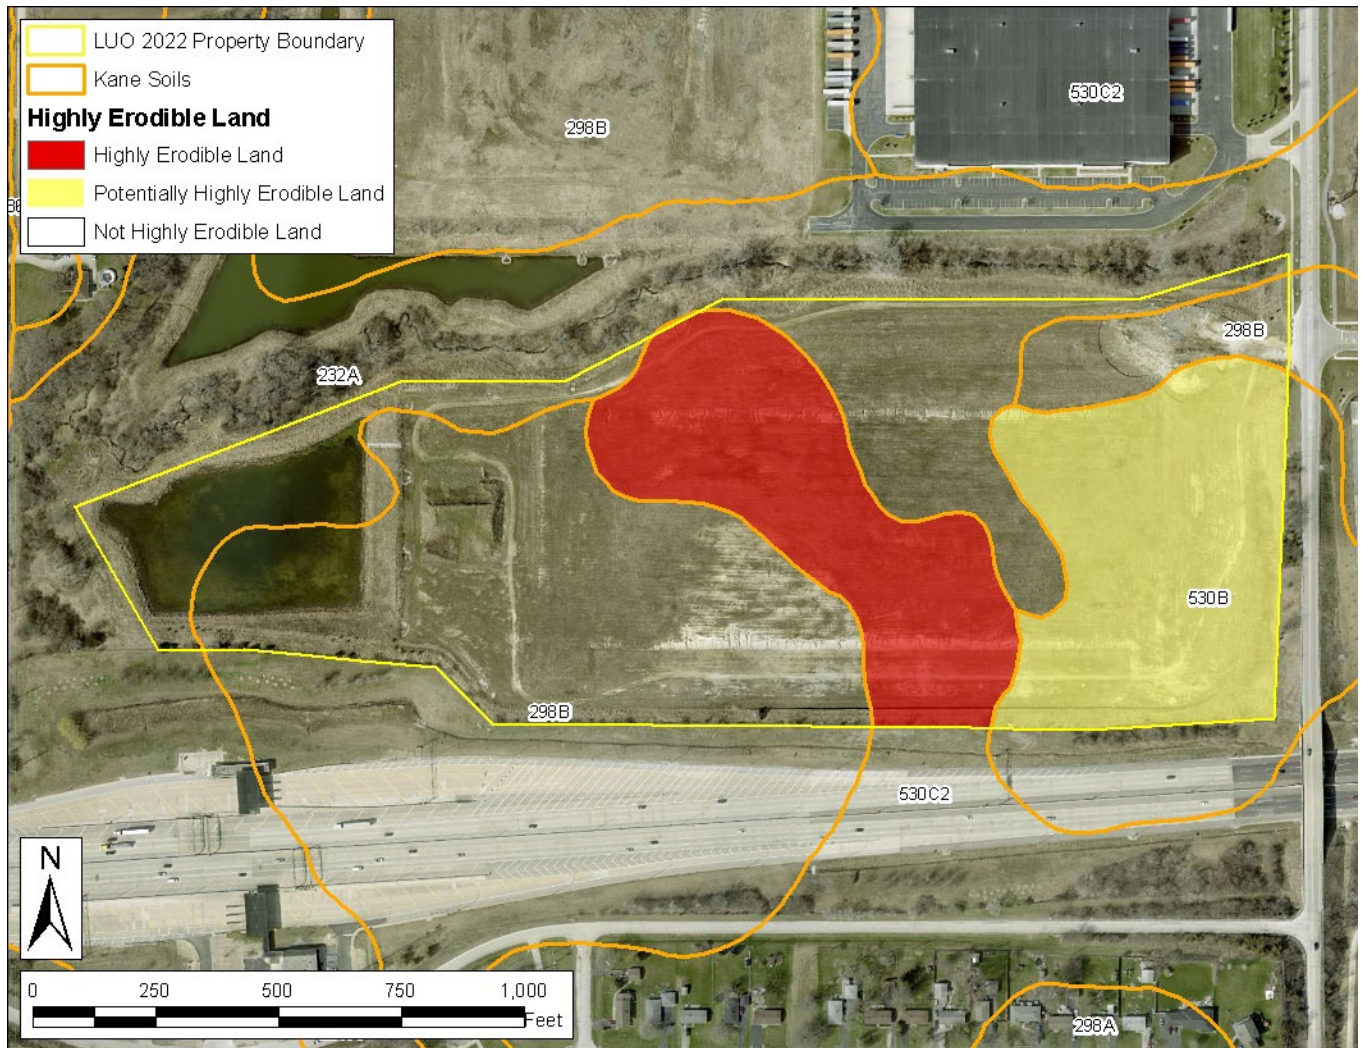 LUO 2022 Property Boundary
Kane Soils
Highly Erodible Land
Highly Erodible Land
Potentially Highly Erodible Land
Not Highly Erodible Land
530C2
298B
298B
232A
530B
298B
530C2
N
0 250 500 750 1,000
Feet
298A